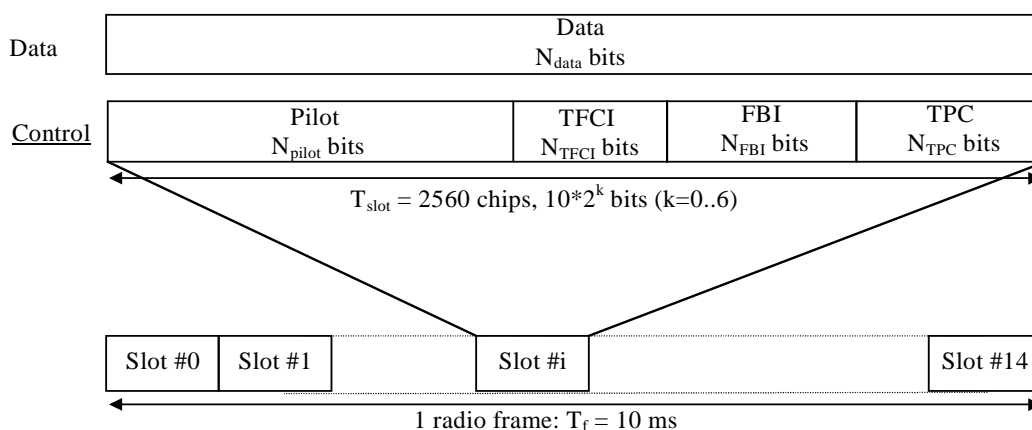 Data
Data
N_data bits
Control
Pilot
N_pilot bits
TFCI
N_TFCI bits
FBI
N_FBI bits
TPC
N_TPC bits
T_slot = 2560 chips, 10*2^k bits (k=0..6)
Slot #0
Slot #1
Slot #i
Slot #14
1 radio frame: T_f = 10 ms